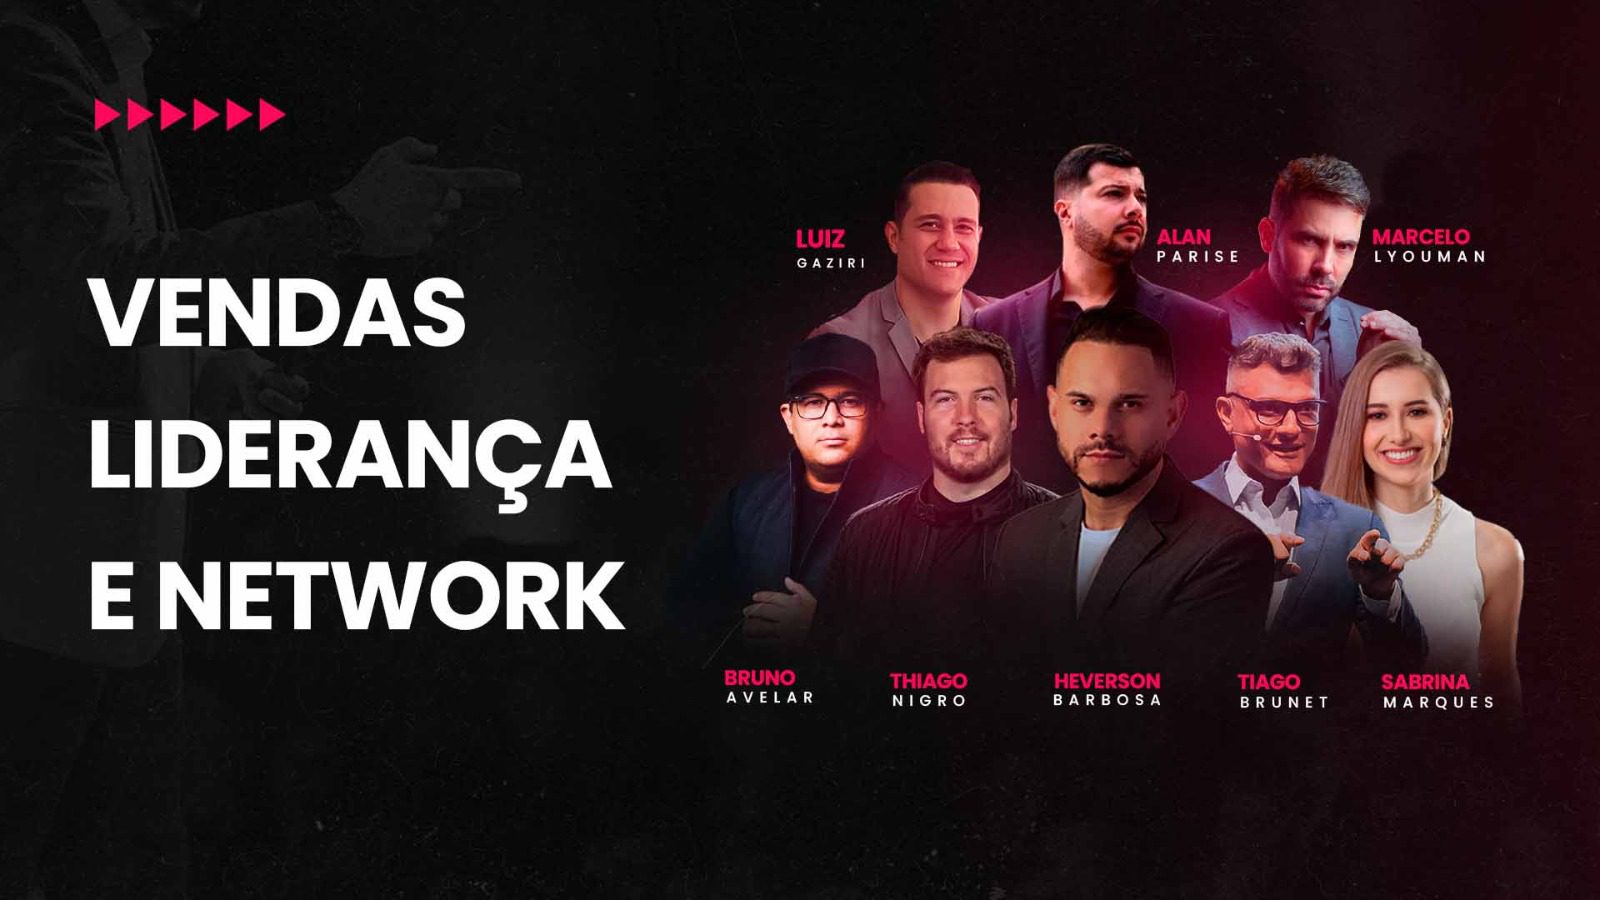 VENDAS
LIDERANÇA
E NETWORK
LUIZ
GAZIRI
ALAN
PARISE
MARCELO
LYOUMAN
BRUNO
AVELAR
THIAGO
NIGRO
HEVERSON
BARBOSA
TIAGO
BRUNET
SABRINA
MARQUES